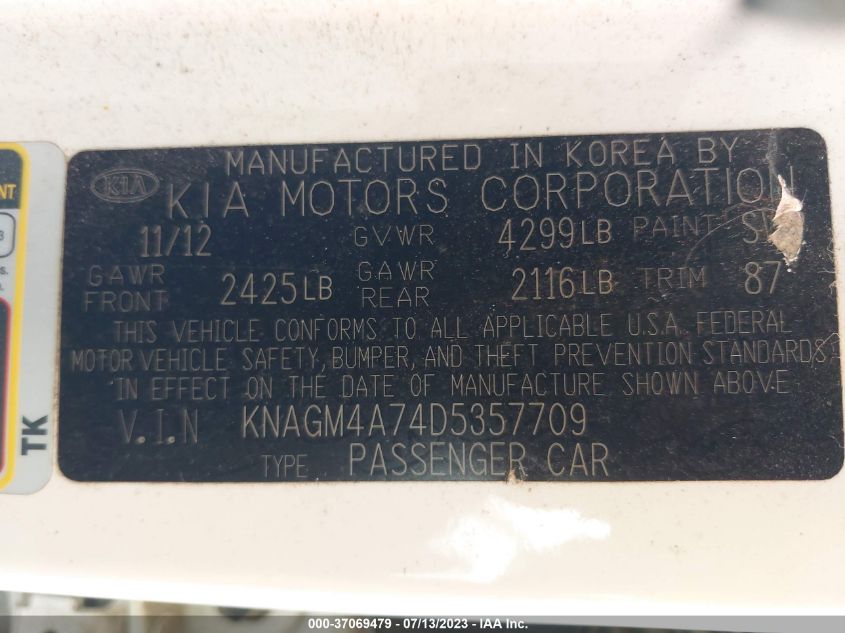 MANUFACTURED IN KOREA BY
KIA KIA MOTORS CORPORATION
11/12 GVWR 4299LB PAINT
GAWR FRONT 2425LB GAWR REAR 2116LB TRIM 87
THIS VEHICLE CONFORMS TO ALL APPLICABLE U.S.A. FEDERAL
MOTOR VEHICLE SAFETY, BUMPER, AND THEFT PREVENTION STANDARDS
IN EFFECT ON THE DATE OF MANUFACTURE SHOWN ABOVE
V.I.N KNAGM4A74D5357709
TYPE PASSENGER CAR
TK
000-37069479 - 07/13/2023 - IAA Inc.